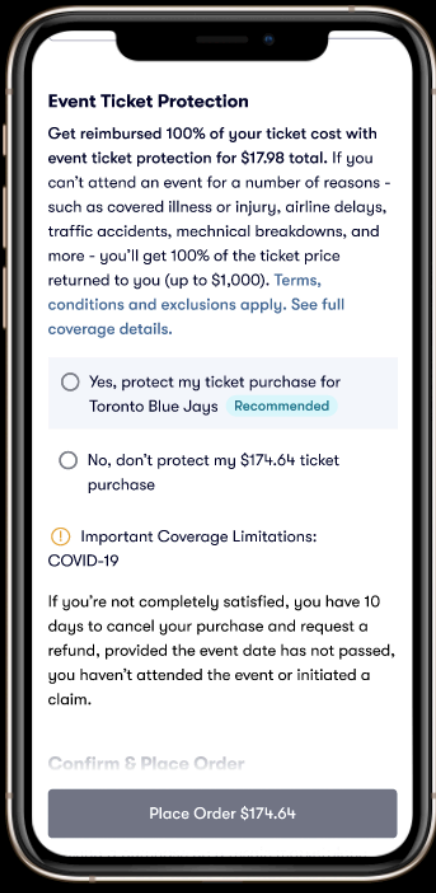 Event Ticket Protection
Get reimbursed 100% of your ticket cost with
event ticket protection for $17.98 total. If you
can't attend an event for a number of reasons -
such as covered illness or injury, airline delays,
traffic accidents, mechnical breakdowns, and
more - you'll get 100% of the ticket price
returned to you (up to $1,000). Terms,
conditions and exclusions apply. See full
coverage details.
Yes, protect my ticket purchase for
Toronto Blue Jays Recommended
No, don't protect my $174.64 ticket
purchase
Important Coverage Limitations:
COVID-19
If you're not completely satisfied, you have 10
days to cancel your purchase and request a
refund, provided the event date has not passed,
you haven't attended the event or initiated a
claim.
Confirm & Place Order
Place Order $174.64